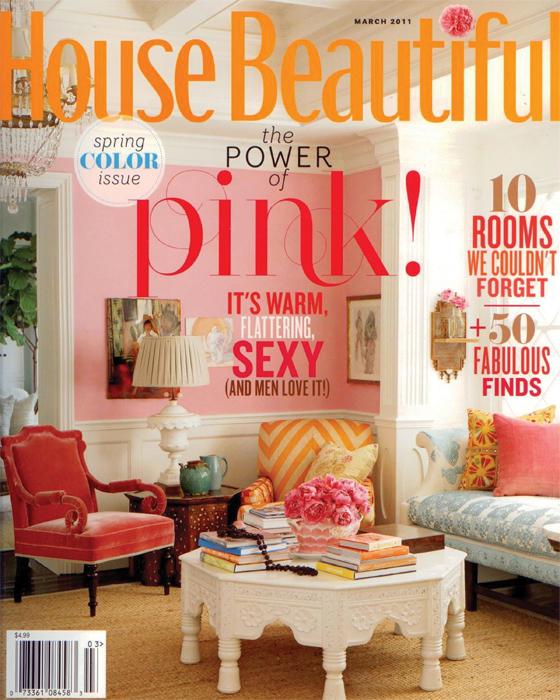 MARCH 2011
House Beautiful
spring
COLOR
issue
the
POWER
of
pink!
IT'S WARM,
FLATTERING,
SEXY
(AND MEN LOVE IT!)
10
ROOMS
WE COULDN'T
FORGET
+50
FABULOUS
FINDS
$4.99
03>
0 73361 08458 3